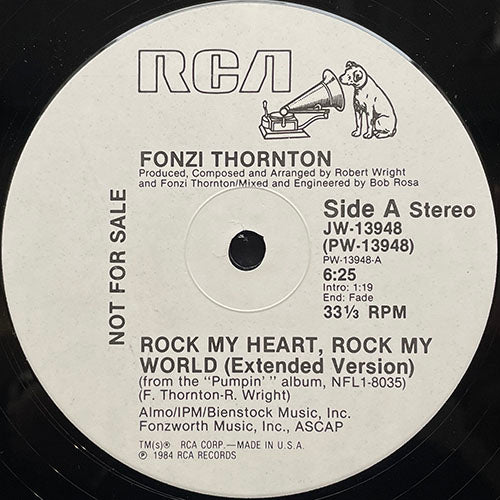 RCA
FONZI THORNTON
Produced, Composed and Arranged by Robert Wright
and Fonzi Thornton/Mixed and Engineered by Bob Rosa
NOT FOR SALE
Side A Stereo
JW-13948
(PW-13948)
PW-13948-A
6:25
Intro: 1:19
End: Fade
33⅓ RPM
ROCK MY HEART, ROCK MY
WORLD (Extended Version)
(from the "Pumpin' " album, NFL1-8035)
(F. Thornton-R. Wright)
Almo/IPM/Bienstock Music, Inc.
Fonzworth Music, Inc., ASCAP
TM(s)® RCA CORP.—MADE IN U.S.A.
℗ 1984 RCA RECORDS